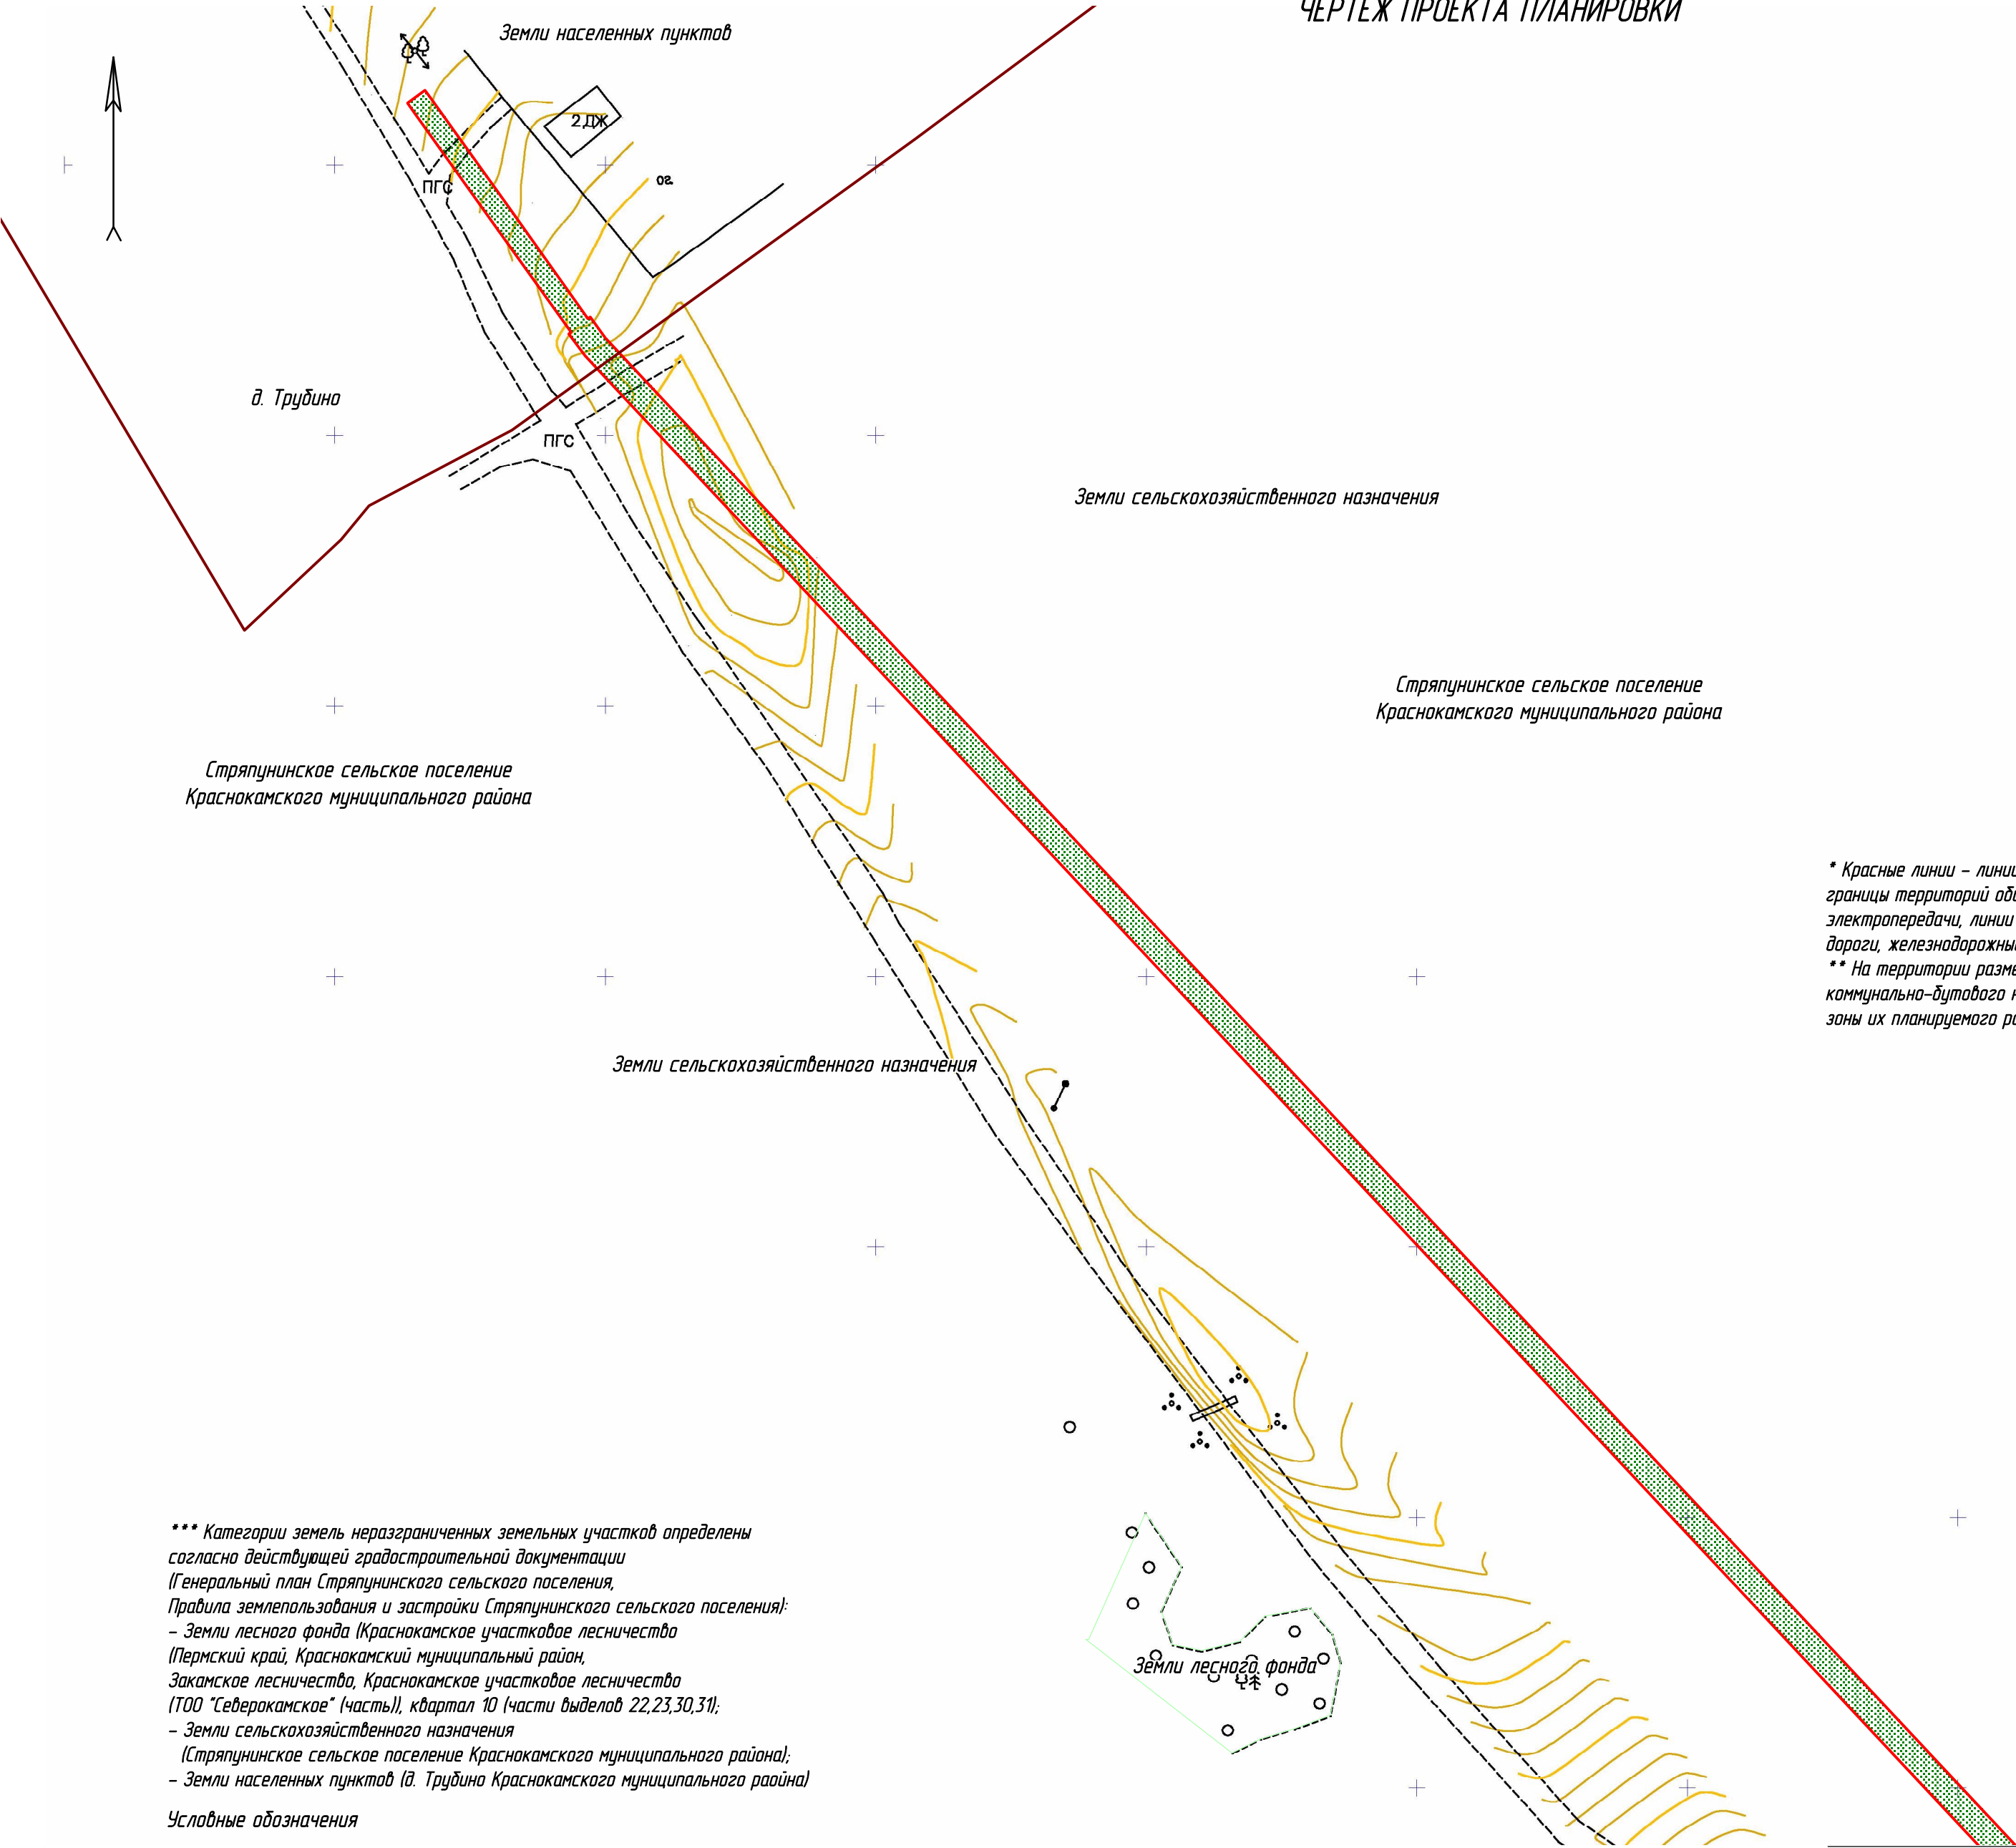 ЧЕРТЕЖ ПРОЕКТА ПЛАНИРОВКИ
Земли населенных пунктов
2ДЖ
ог.
ПГС
д. Трубино
ПГС
Земли сельскохозяйственного назначения
Стряпунинское сельское поселение
Краснокамского муниципального района
Стряпунинское сельское поселение
Краснокамского муниципального района
* Красные линии – линии
границы территорий
электропередачи, линии
дороги,
** На территории
коммунально-бутового
зоны их планируемого
Земли сельскохозяйственного назначения
Земли лесного фонда
*** Категории земель неразграниченных земельных участков определены
согласно действующей градостроительной документации
(Генеральный план Стряпунинского сельского поселения,
Правила землепользования и застройки Стряпунинского сельского поселения):
– Земли лесного фонда (Краснокамское участковое лесничество
(Пермский край, Краснокамский муниципальный район,
Закамское лесничество, Краснокамское участковое лесничество
(ТОО "Северокамское" (часть)), квартал 10 (части выделов 22,23,30,31);
– Земли сельскохозяйственного назначения
(Стряпунинское сельское поселение Краснокамского муниципального района);
– Земли населенных пунктов (д. Трубино Краснокамского муниципального района)
Условные обозначения